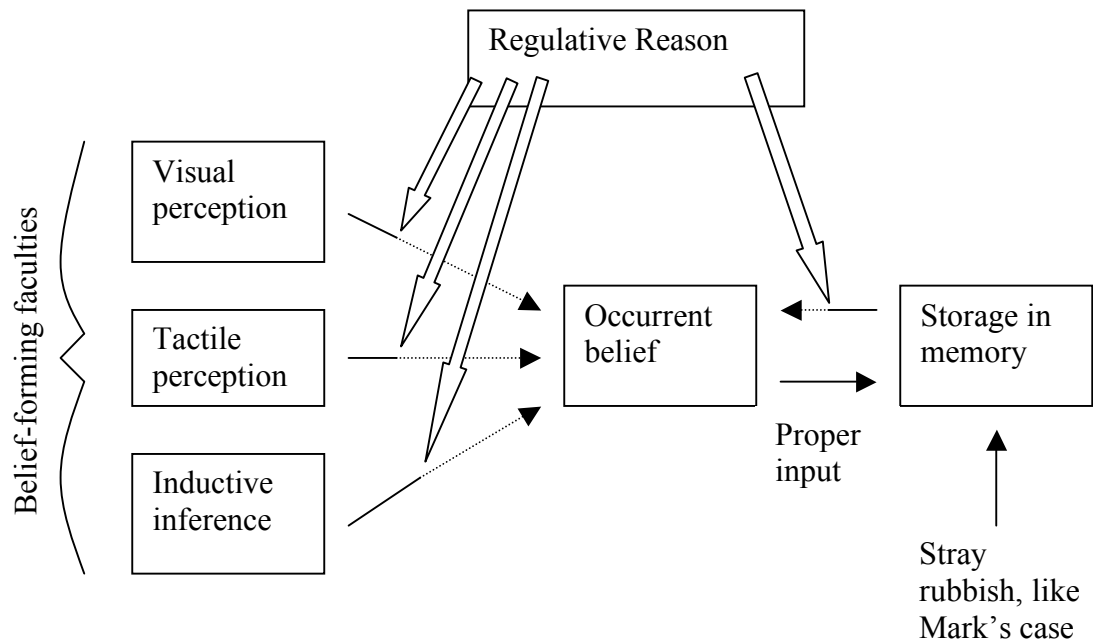 Regulative Reason
Belief-forming faculties
Visual
perception
Tactile
perception
Inductive
inference
Occurrent
belief
Storage in
memory
Proper
input
Stray
rubbish, like
Mark’s case